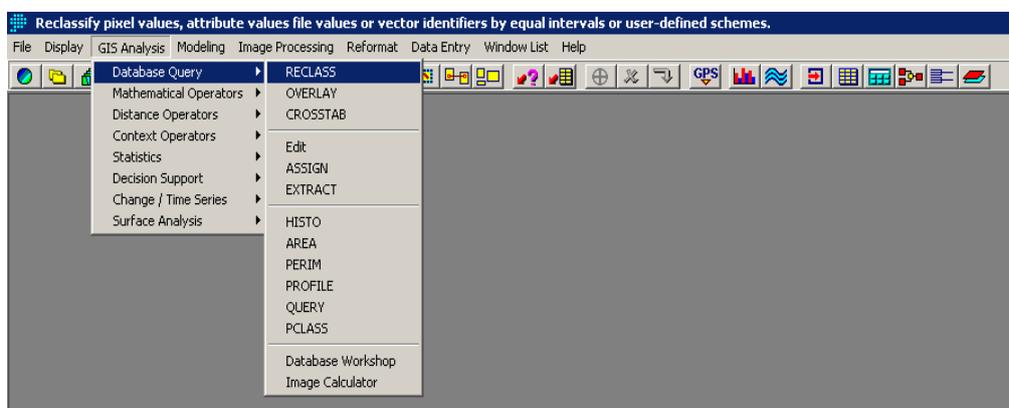 Reclassify pixel values, attribute values file values or vector identifiers by equal intervals or user-defined schemes.
File Display GIS Analysis Modeling Image Processing Reformat Data Entry Window List Help
GPS
Database Query
Mathematical Operators
Distance Operators
Context Operators
Statistics
Decision Support
Change / Time Series
Surface Analysis
RECLASS
OVERLAY
CROSSTAB
Edit
ASSIGN
EXTRACT
HISTO
AREA
PERIM
PROFILE
QUERY
PCLASS
Database Workshop
Image Calculator